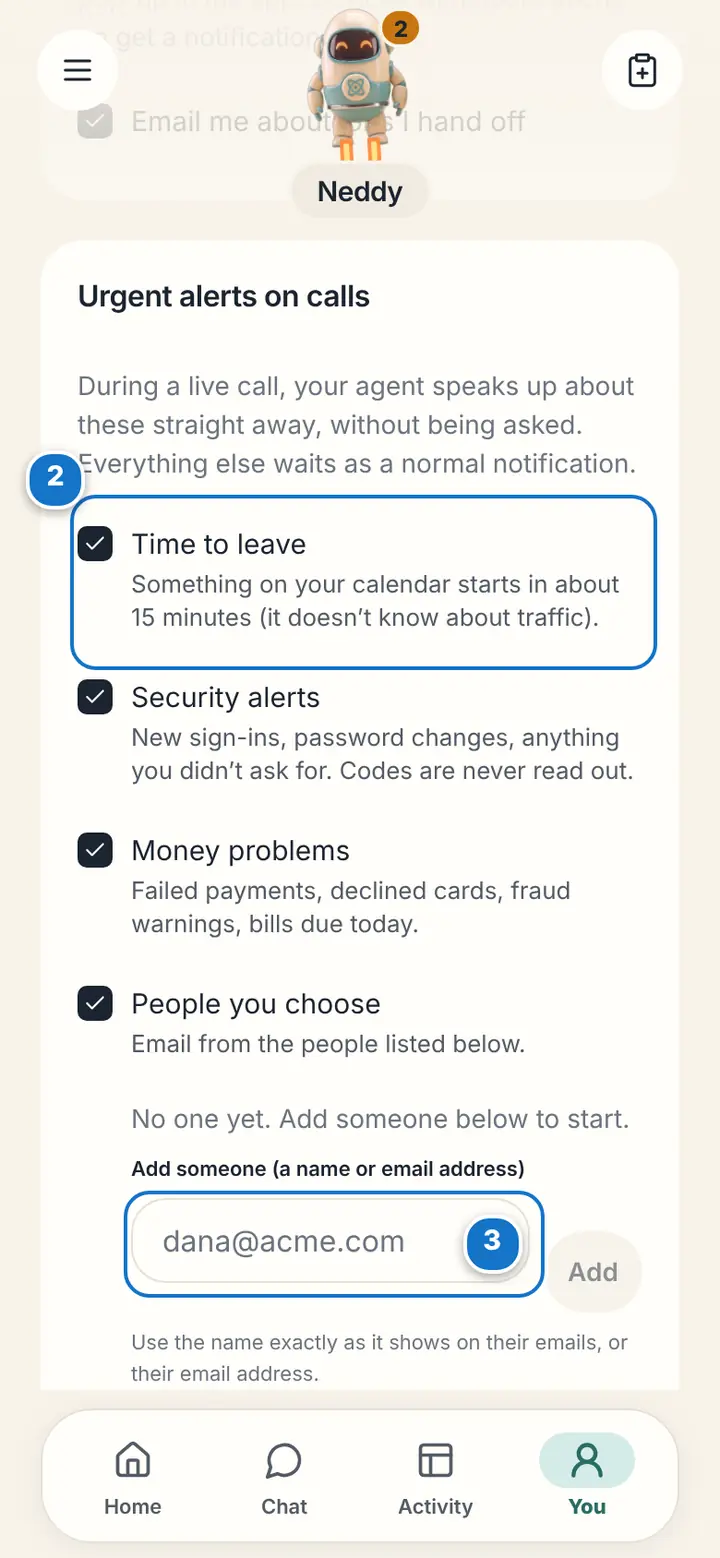 get a notification
2
Email me about jobs I hand off
Neddy
Urgent alerts on calls
During a live call, your agent speaks up about
these straight away, without being asked.
Everything else waits as a normal notification.
2
Time to leave
Something on your calendar starts in about
15 minutes (it doesn’t know about traffic).
Security alerts
New sign-ins, password changes, anything
you didn’t ask for. Codes are never read out.
Money problems
Failed payments, declined cards, fraud
warnings, bills due today.
People you choose
Email from the people listed below.
No one yet. Add someone below to start.
Add someone (a name or email address)
dana@acme.com
3
Add
Use the name exactly as it shows on their emails, or
their email address.
Home
Chat
Activity
You